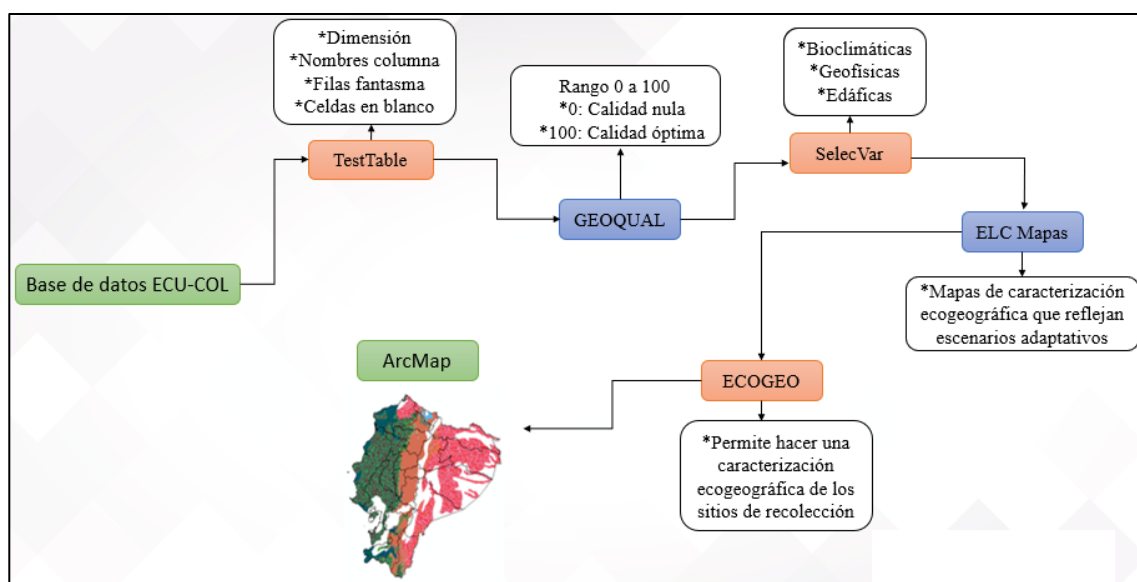 *Dimensión
*Nombres columna
*Filas fantasma
*Celdas en blanco
TestTable
Rango 0 a 100
*0: Calidad nula
*100: Calidad óptima
GEOQUAL
*Bioclimáticas
*Geofísicas
*Edáficas
SelecVar
ELC Mapas
*Mapas de caracterización
ecogeográfica que reflejan
escenarios adaptativos
Base de datos ECU-COL
ArcMap
ECOGEO
*Permite hacer una
caracterización
ecogeográfica de los
sitios de recolección